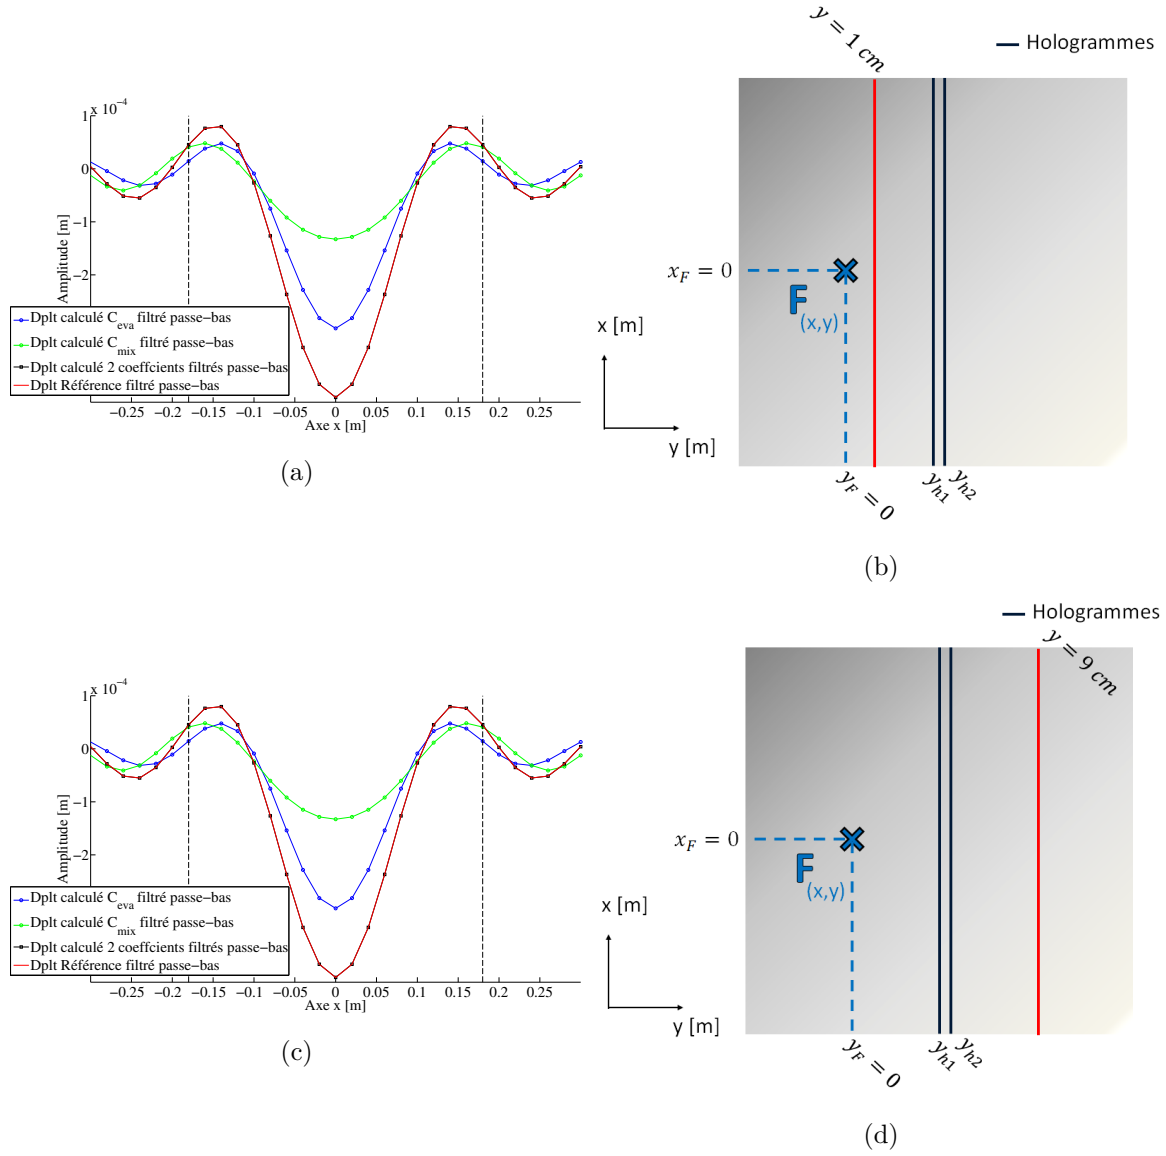 x 10⁻⁴
1
0
−1
−2
Amplitude [m]
Dplt calculé C_eva filtré passe−bas
Dplt calculé C_mix filtré passe−bas
Dplt calculé 2 coeffcients filtrés passe−bas
Dplt Référence filtré passe−bas
−0.25 −0.2 −0.15 −0.1 −0.05 0 0.05 0.1 0.15 0.2 0.25
Axe x [m]
(a)
Hologrammes
y = 1 cm
x_F = 0
F(x,y)
x [m]
y [m]
y_F = 0
y_h1
y_h2
(b)
x 10⁻⁴
1
0
−1
−2
Amplitude [m]
Dplt calculé C_eva filtré passe−bas
Dplt calculé C_mix filtré passe−bas
Dplt calculé 2 coeffcients filtrés passe−bas
Dplt Référence filtré passe−bas
−0.25 −0.2 −0.15 −0.1 −0.05 0 0.05 0.1 0.15 0.2 0.25
Axe x [m]
(c)
Hologrammes
y = 9 cm
x_F = 0
F(x,y)
x [m]
y [m]
y_F = 0
y_h1
y_h2
(d)